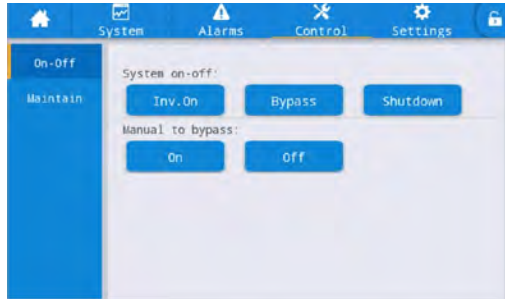 System Alarms Control Settings
On-Off
Maintain
System on-off:
Inv.On Bypass Shutdown
Manual to bypass:
On Off